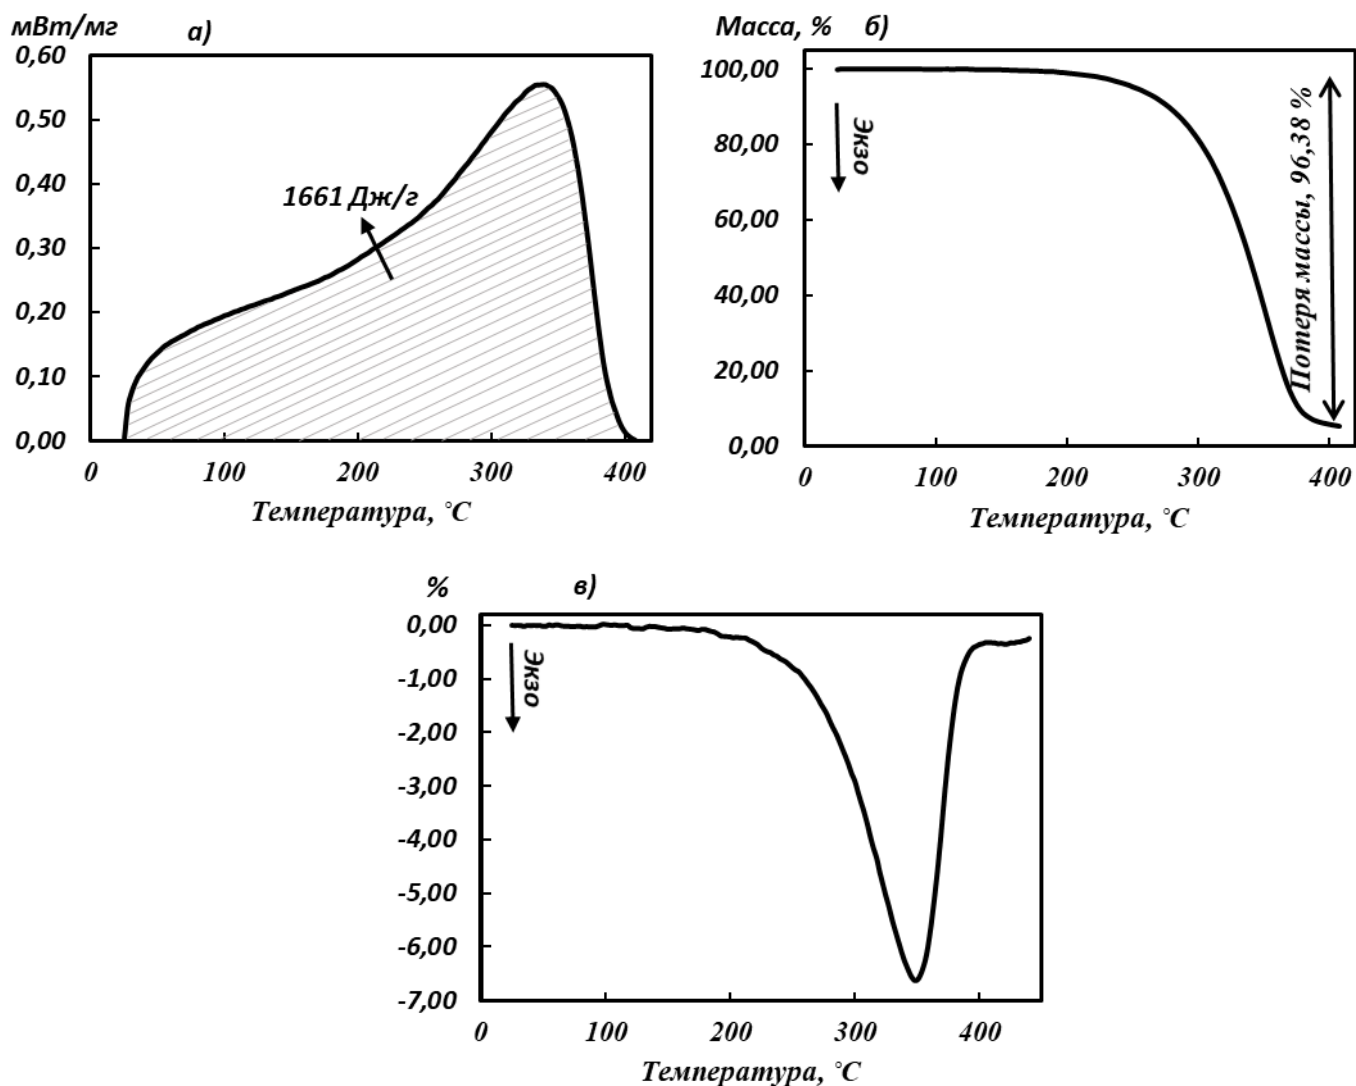 мВт/мг а)
0,60
0,50
0,40
0,30
0,20
0,10
0,00
1661 Дж/г
0 100 200 300 400
Температура, °C
Масса, % б)
100,00
80,00
60,00
40,00
20,00
0,00
Экзо
Потеря массы, 96,38 %
0 100 200 300 400
Температура, °C
% в)
0,00
-1,00
-2,00
-3,00
-4,00
-5,00
-6,00
-7,00
Экзо
0 100 200 300 400
Температура, °C